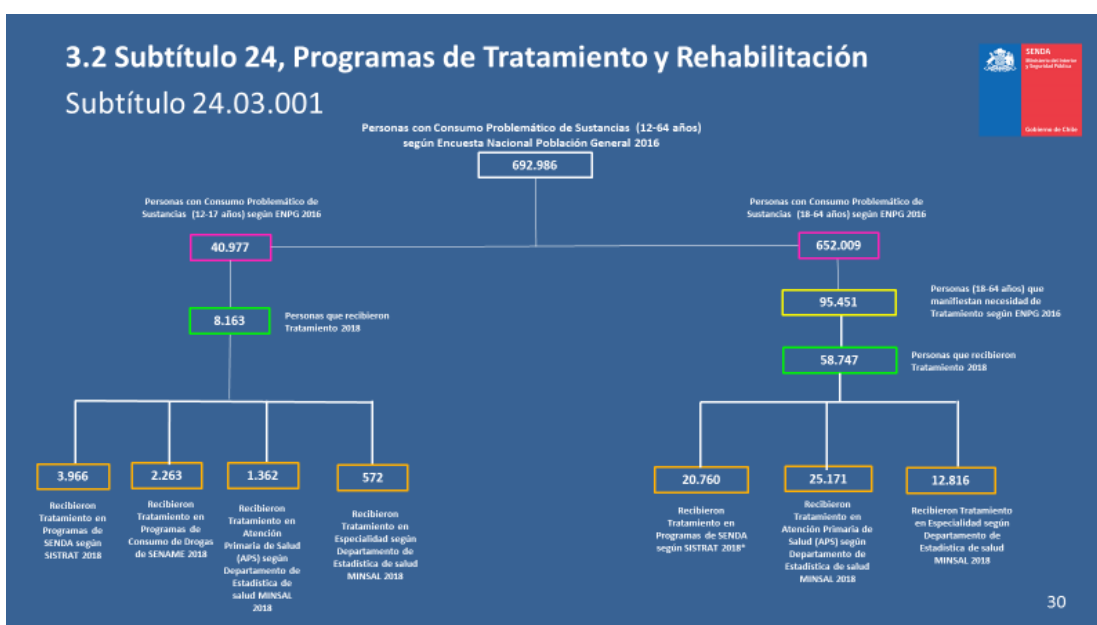 3.2 Subtítulo 24, Programas de Tratamiento y Rehabilitación
Subtítulo 24.03.001
SENDA
Ministerio del Interior
y Seguridad Pública
Gobierno de Chile
Personas con Consumo Problemático de Sustancias (12-64 años)
según Encuesta Nacional Población General 2016
692.986
Personas con Consumo Problemático de
Sustancias (12-17 años) según ENPG 2016
40.977
Personas con Consumo Problemático de
Sustancias (18-64 años) según ENPG 2016
652.009
8.163
Personas que recibieron
Tratamiento 2018
95.451
Personas (18-64 años) que
manifiestan necesidad de
Tratamiento según ENPG 2016
58.747
Personas que recibieron
Tratamiento 2018
3.966
Recibieron
Tratamiento en
Programas de
SENDA según
SISTRAT 2018
2.263
Recibieron
Tratamiento en
Programas de
Consumo de Drogas
de SENAME 2018
1.362
Recibieron
Tratamiento en
Atención
Primaria de Salud
(APS) según
Departamento de
Estadística de
salud MINSAL
2018
572
Recibieron
Tratamiento en
Especialidad según
Departamento de
Estadística de salud
MINSAL 2018
20.760
Recibieron
Tratamiento en
Programas de SENDA
según SISTRAT 2018*
25.171
Recibieron
Tratamiento en
Atención Primaria de
Salud (APS) según
Departamento de
Estadística de salud
MINSAL 2018
12.816
Recibieron Tratamiento
en Especialidad según
Departamento de
Estadística de salud
MINSAL 2018
30